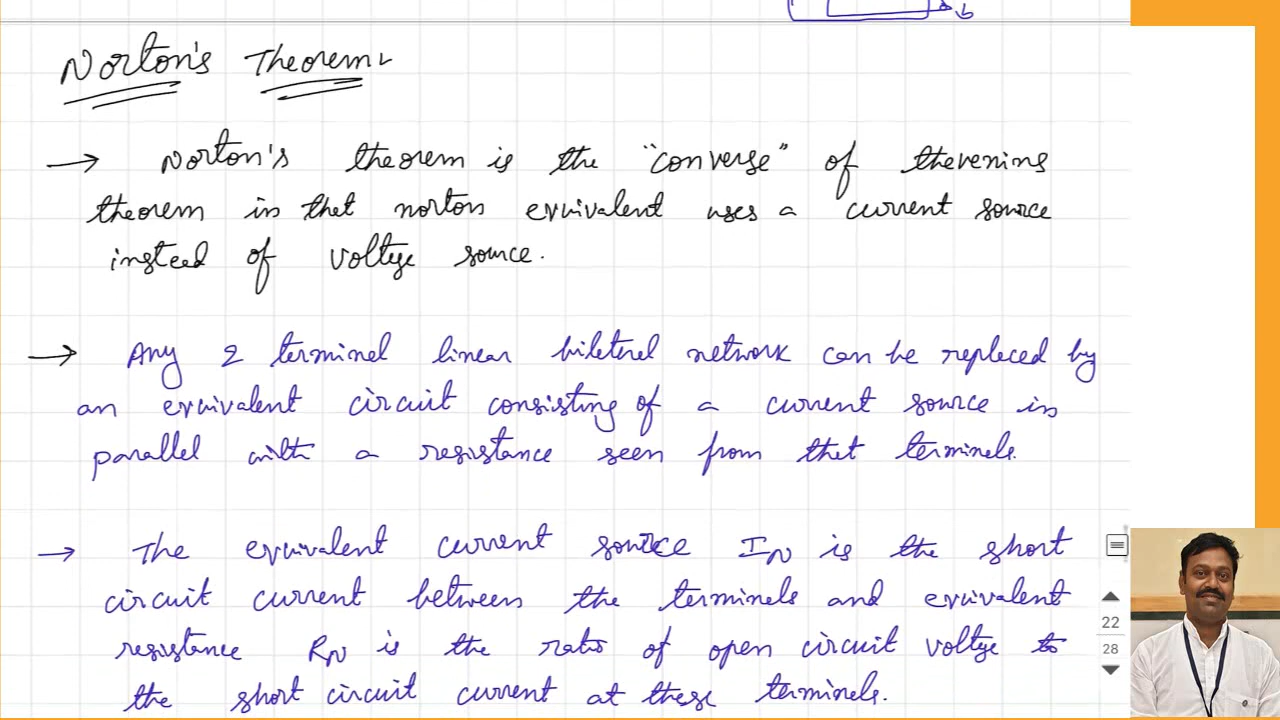 b
Norton's Theorem
→ Norton's theorem is the "converse" of thevenins
theorem in that norton equivalent uses a current source
instead of voltage source.
→ Any 2 terminal linear bilateral network can be replaced by
an equivalent circuit consisting of a current source in
parallel with a resistance seen from that terminals.
→ The equivalent current source IN is the short
circuit current between the terminals and equivalent
resistance RN is the ratio of open circuit voltage to
the short circuit current at these terminals.
22
28